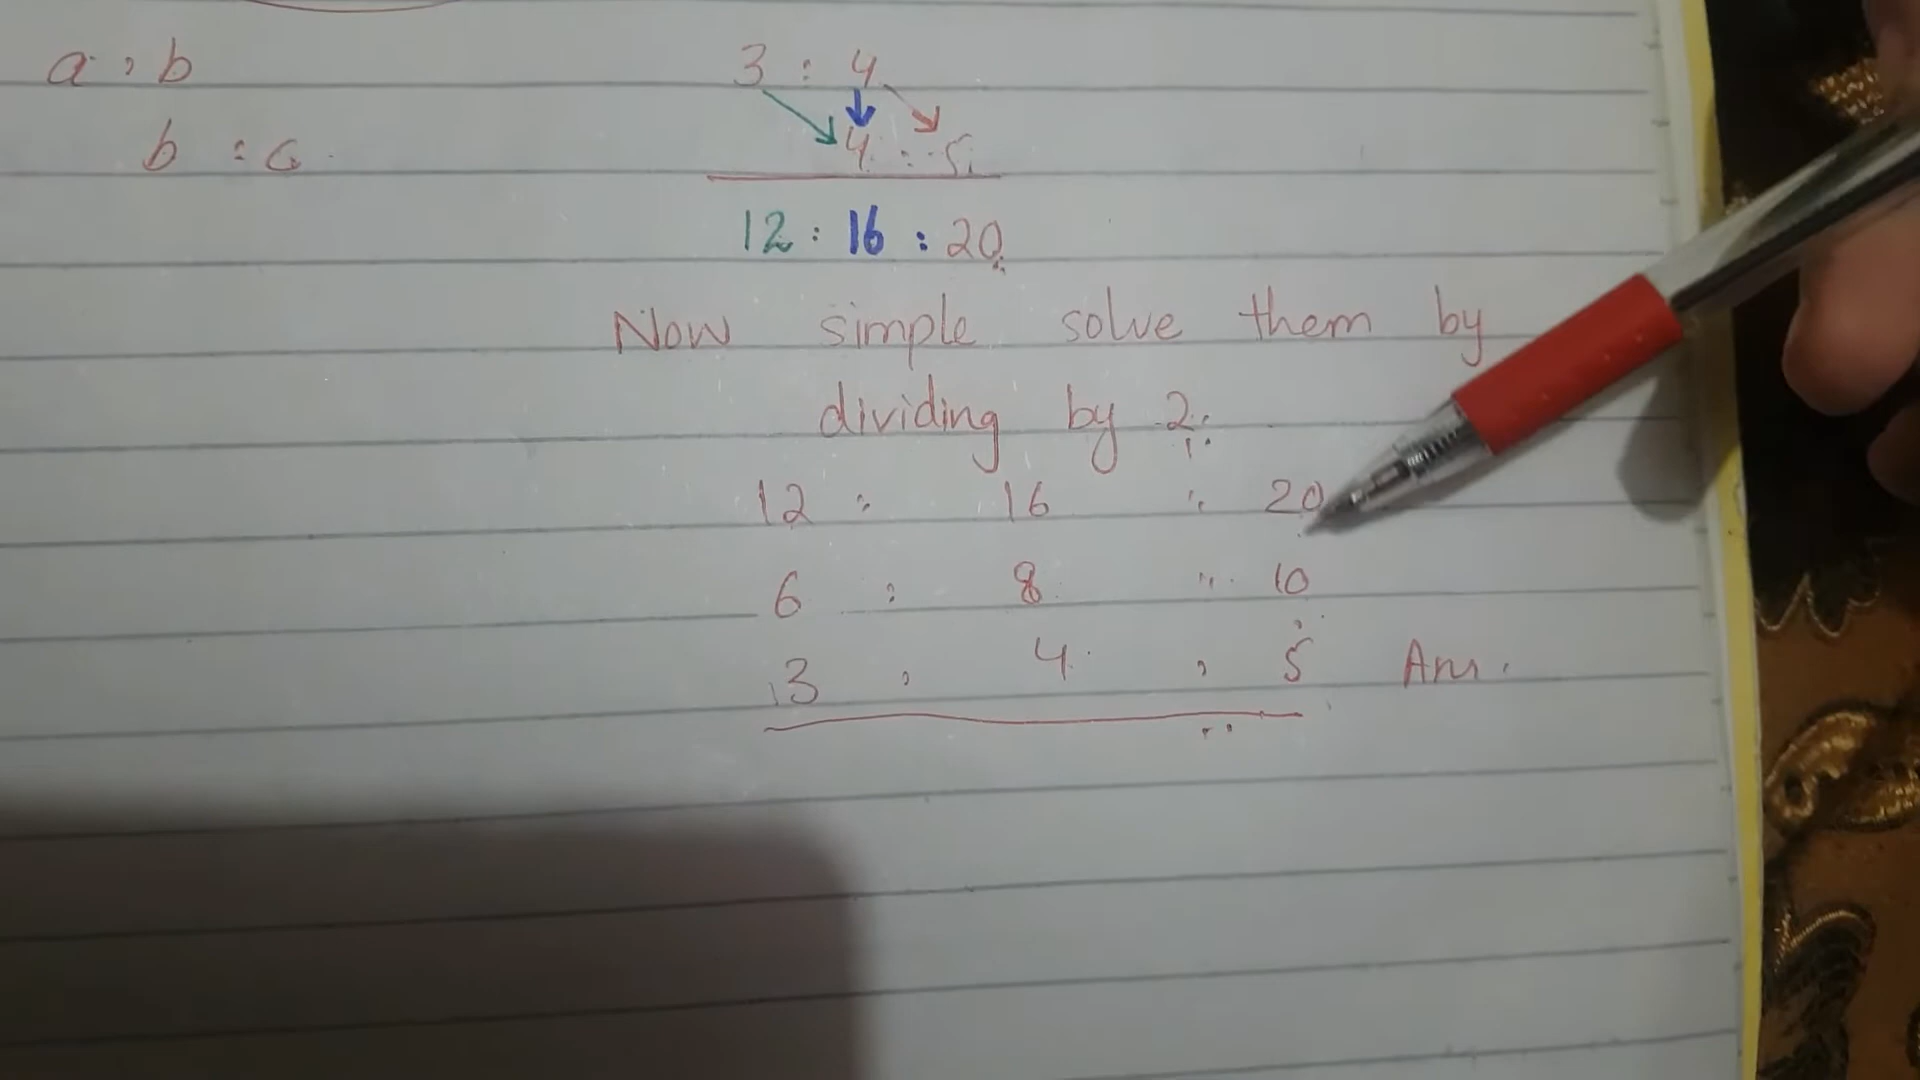 a : b 3 : 4
b : c 4 : 5
12 : 16 : 20
Now simple solve them by
dividing by 2.
12 : 16 : 20
6 : 8 : 10
3 , 4 , 5 Ans.